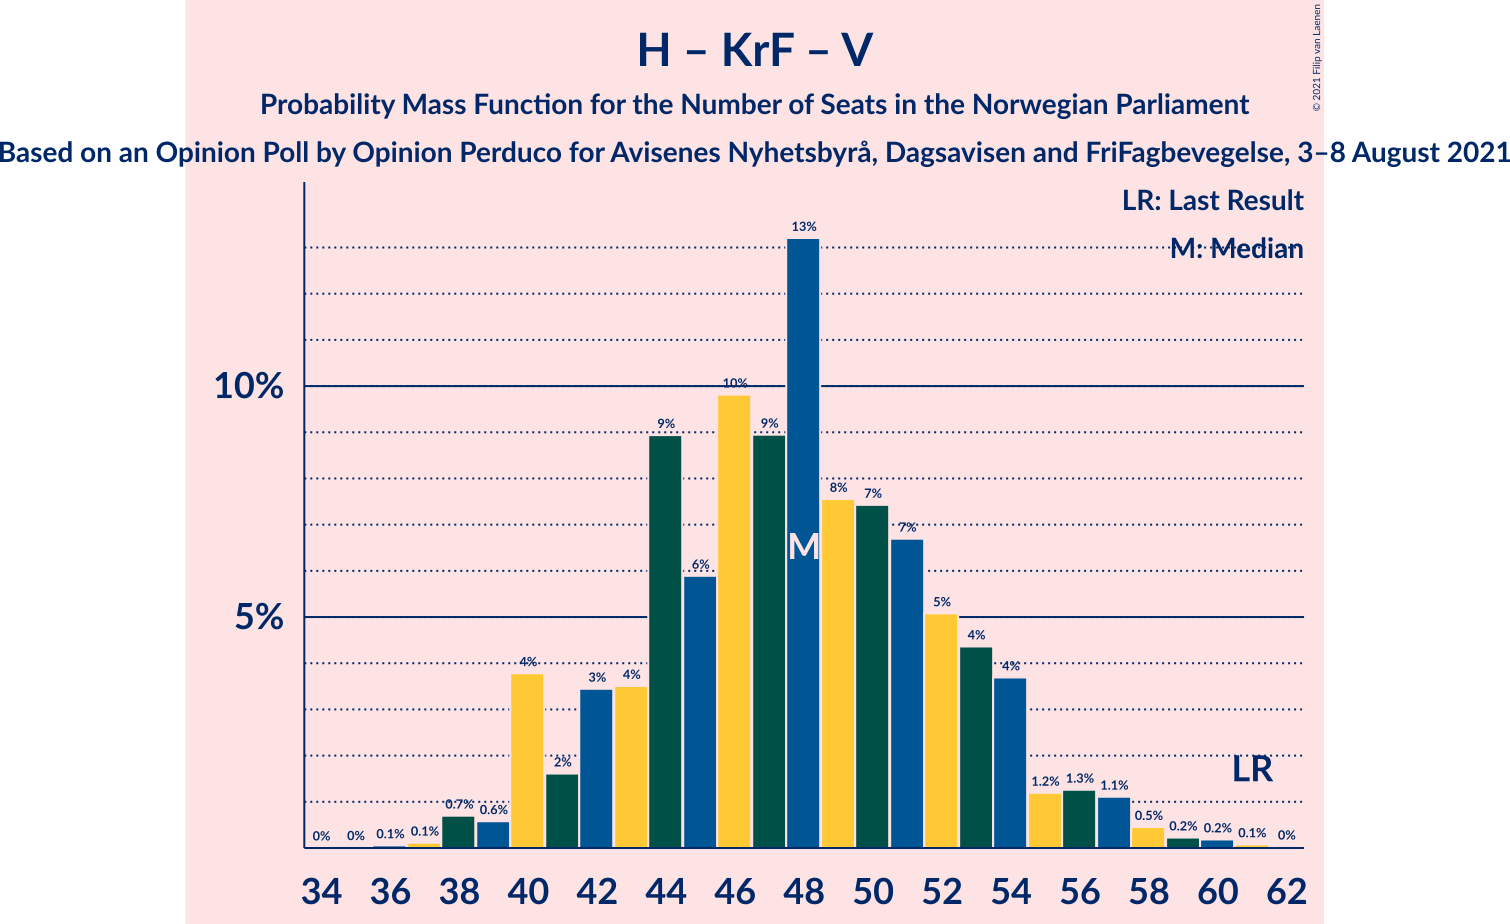 H – KrF – V
Probability Mass Function for the Number of Seats in the Norwegian Parliament
Based on an Opinion Poll by Opinion Perduco for Avisenes Nyhetsbyrå, Dagsavisen and FriFagbevegelse, 3–8 August 2021
© 2021 Filip van Laenen
LR: Last Result
M: Median
10%
5%
0% 0% 0.1% 0.1% 0.7% 0.6% 4% 2% 3% 4% 9% 6% 10% 9% 13% 8% 7% 7% 5% 4% 4% 1.2% 1.3% 1.1% 0.5% 0.2% 0.2% 0.1% 0%
M
LR
34 36 38 40 42 44 46 48 50 52 54 56 58 60 62